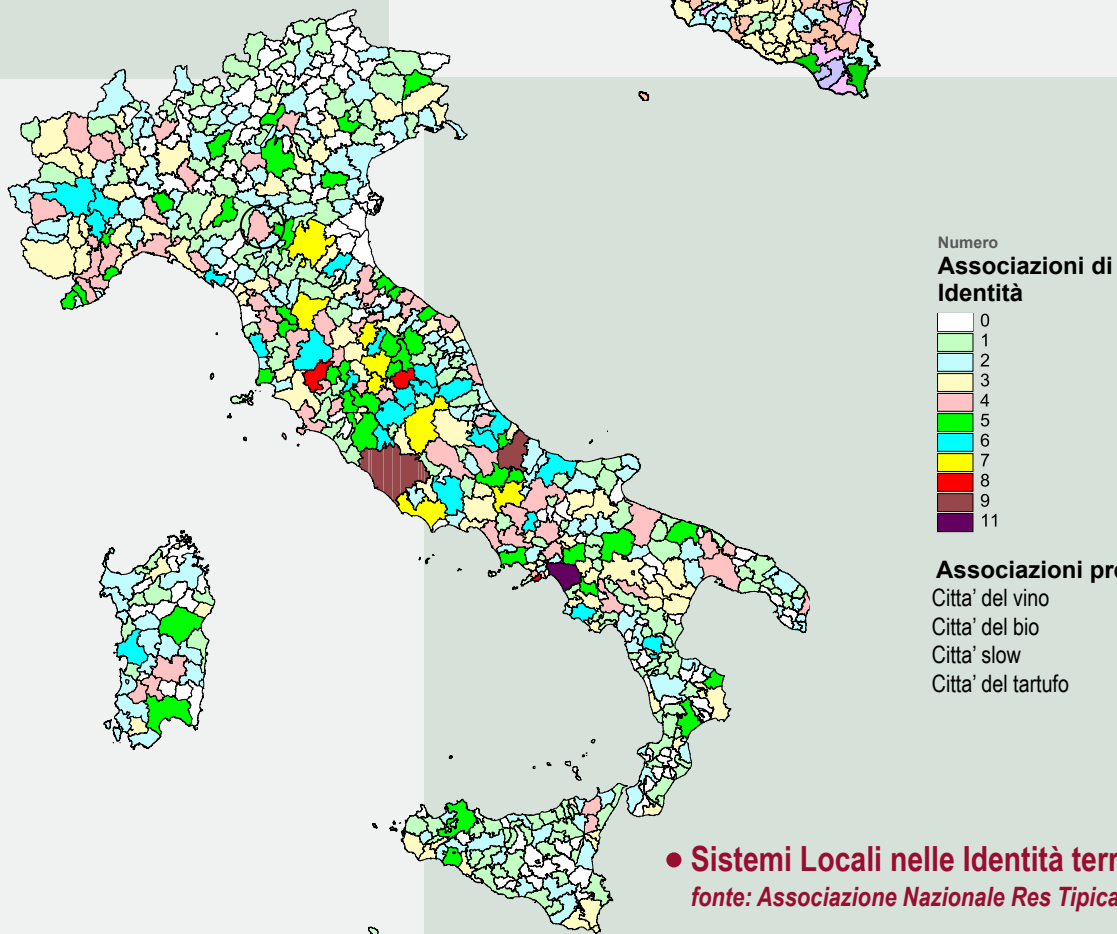 Numero
Associazioni di
Identità
0
1
2
3
4
5
6
7
8
9
11
Associazioni pr
Citta' del vino
Citta' del bio
Citta' slow
Citta' del tartufo
• Sistemi Locali nelle Identità terr
fonte: Associazione Nazionale Res Tipica